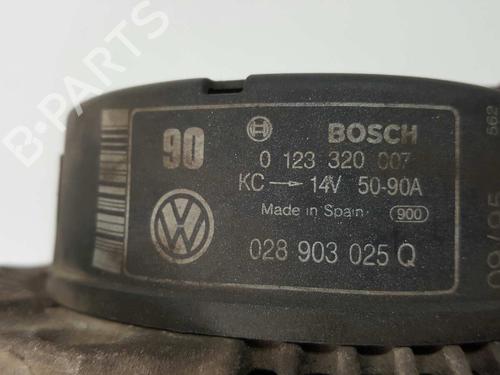 90 BOSCH
0 123 320 007
KC → 14V 50-90A
Made in Spain 900
028 903 025 Q
B-PARTS